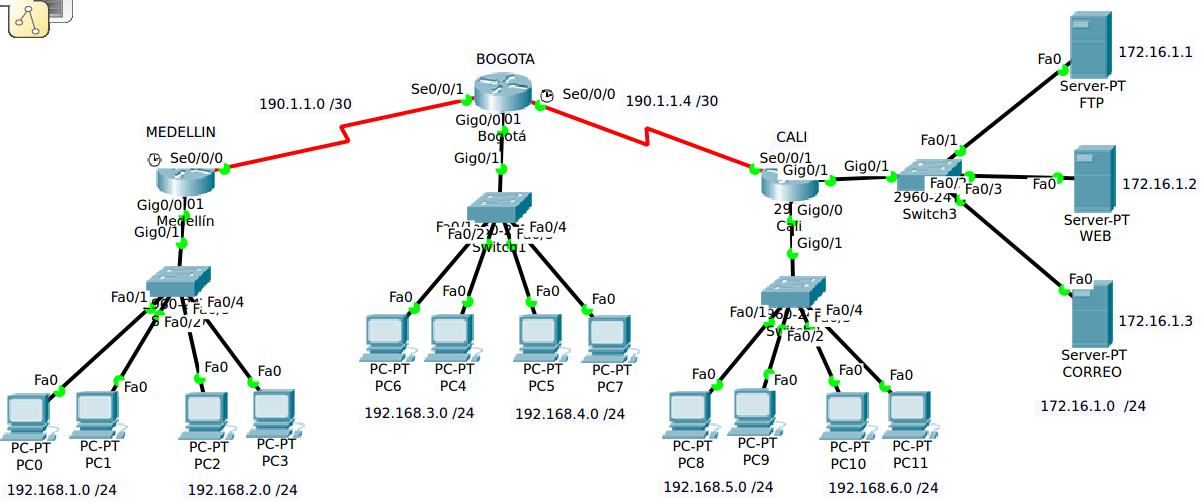 BOGOTA
Se0/0/1
Se0/0/0
190.1.1.0 /30
190.1.1.4 /30
Gig0/0
01
Bogotá
Gig0/1
MEDELLIN
Se0/0/0
Gig0/0
01
Medellín
Gig0/1
CALI
Se0/0/1
Gig0/1
Gig0/1
29
Gig0/0
Cali
Gig0/1
Fa0
172.16.1.1
Server-PT
FTP
Fa0/1
Fa0/2
Fa0/3
2960-24
Switch3
Fa0
172.16.1.2
Server-PT
WEB
Fa0
172.16.1.3
Server-PT
CORREO
172.16.1.0 /24
Fa0/2
Fa0/4
Switch1
Fa0
Fa0
Fa0
Fa0
PC-PT
PC6
PC-PT
PC4
PC-PT
PC5
PC-PT
PC7
192.168.3.0 /24
192.168.4.0 /24
Fa0/1
Fa0/4
Fa0/2
Fa0
Fa0
Fa0
Fa0
PC-PT
PC0
PC-PT
PC1
PC-PT
PC2
PC-PT
PC3
192.168.1.0 /24
192.168.2.0 /24
Fa0/1
Fa0/4
Fa0/2
Fa0
Fa0
Fa0
Fa0
PC-PT
PC8
PC-PT
PC9
PC-PT
PC10
PC-PT
PC11
192.168.5.0 /24
192.168.6.0 /24